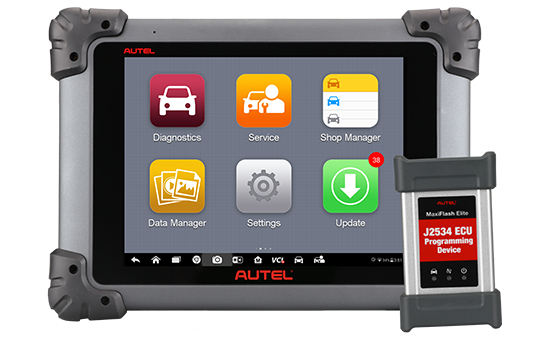 AUTEL
Diagnostics
Service
Shop Manager
38
Data Manager
Settings
Update
VCI
AUTEL
AUTEL
MaxiFlash Elite
J2534 ECU
Programming
Device